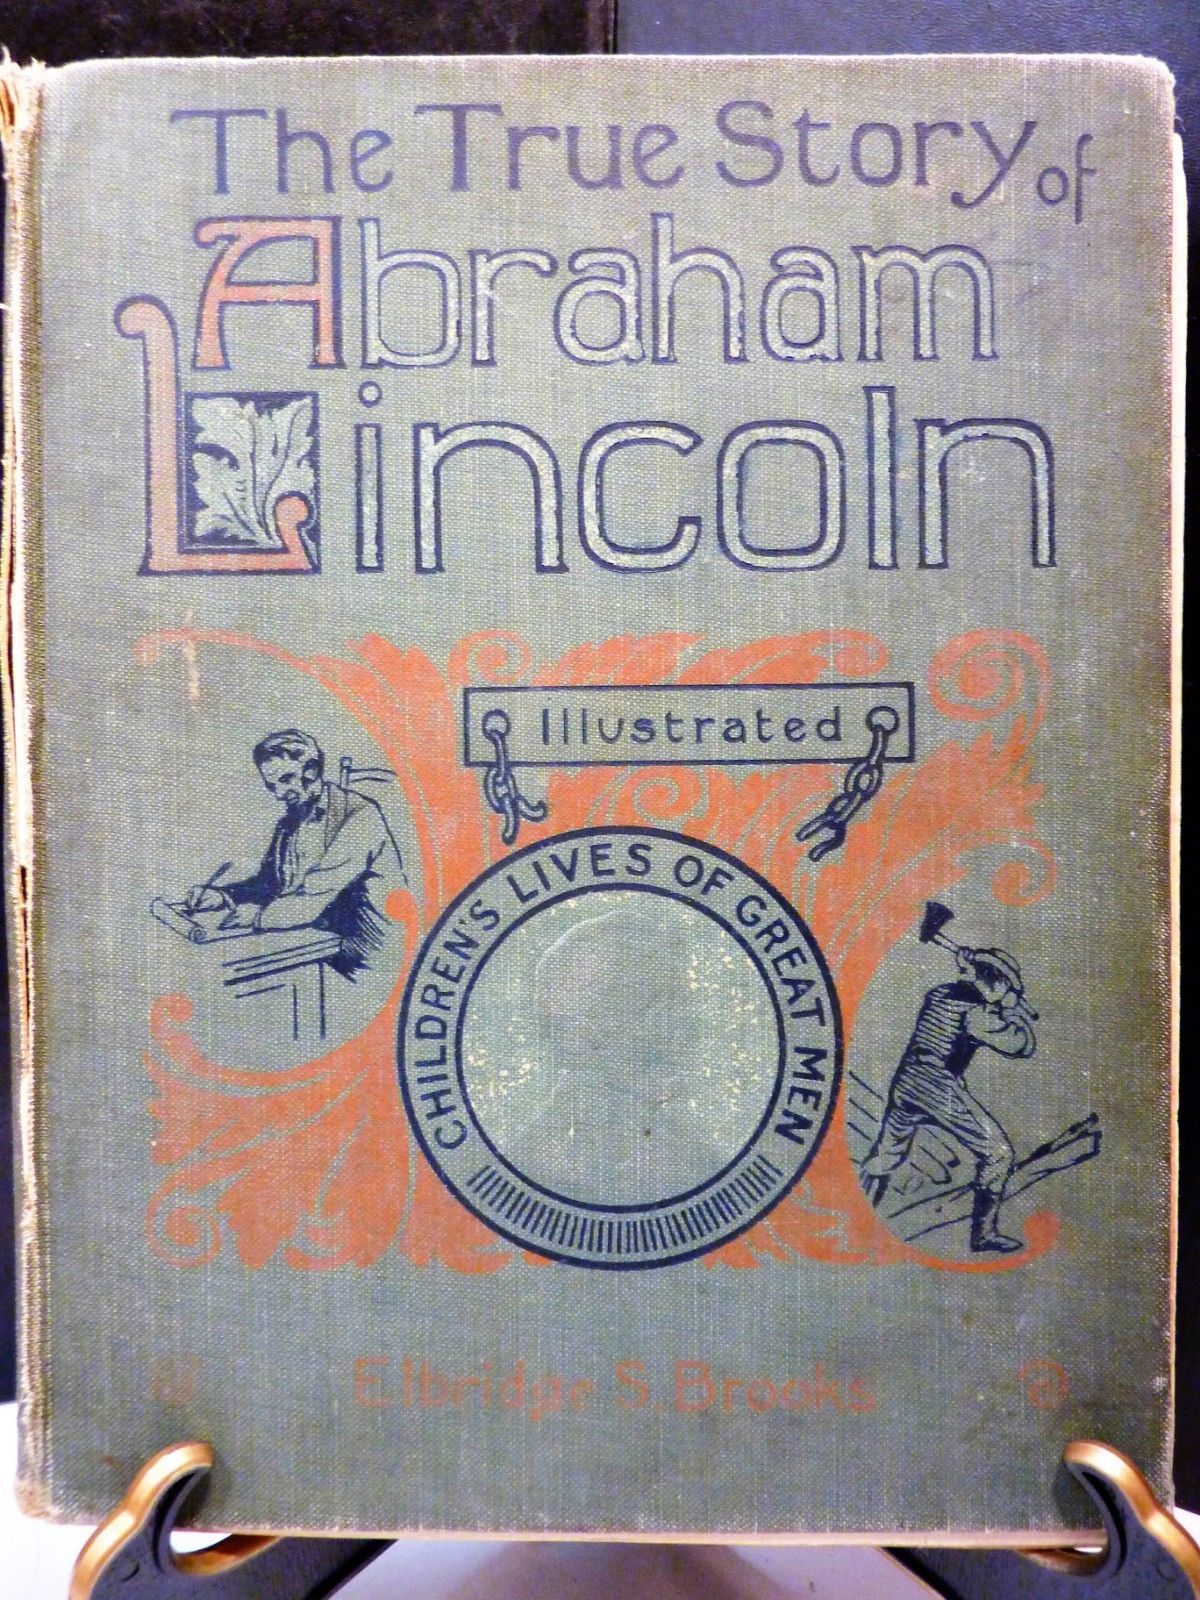 The True Story of
Abraham
Lincoln
Illustrated
CHILDREN'S LIVES OF GREAT MEN
Elbridge S. Brooks